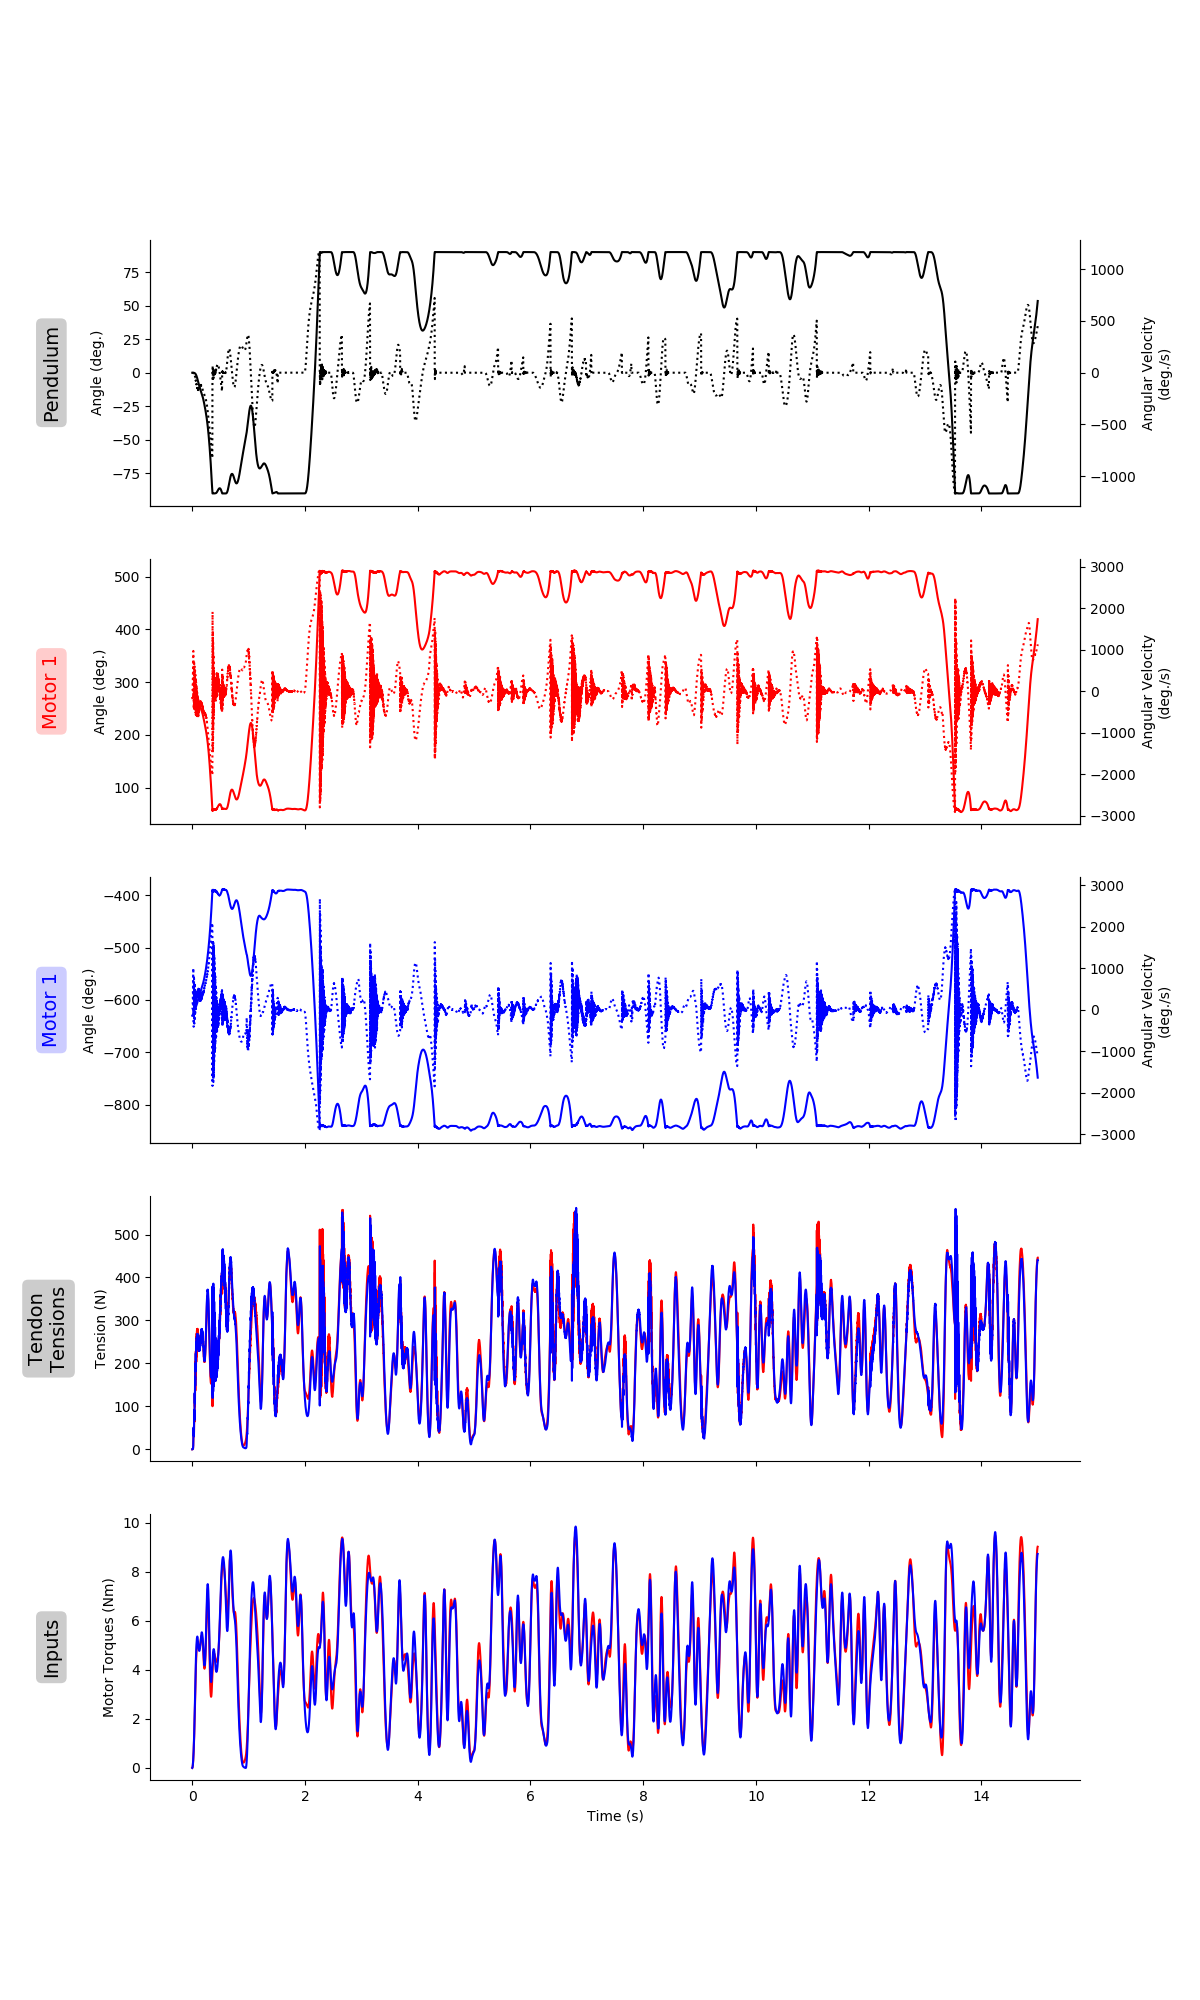 Pendulum
Angle (deg.)
75
50
25
0
−25
−50
−75
1000
500
0
−500
−1000
Angular Velocity
(deg./s)
Motor 1
Angle (deg.)
500
400
300
200
100
3000
2000
1000
0
−1000
−2000
−3000
Angular Velocity
(deg./s)
Motor 1
Angle (deg.)
−400
−500
−600
−700
−800
3000
2000
1000
0
−1000
−2000
−3000
Angular Velocity
(deg./s)
Tendon
Tensions
Tension (N)
500
400
300
200
100
0
Inputs
Motor Torques (Nm)
10
8
6
4
2
0
0 2 4 6 8 10 12 14
Time (s)